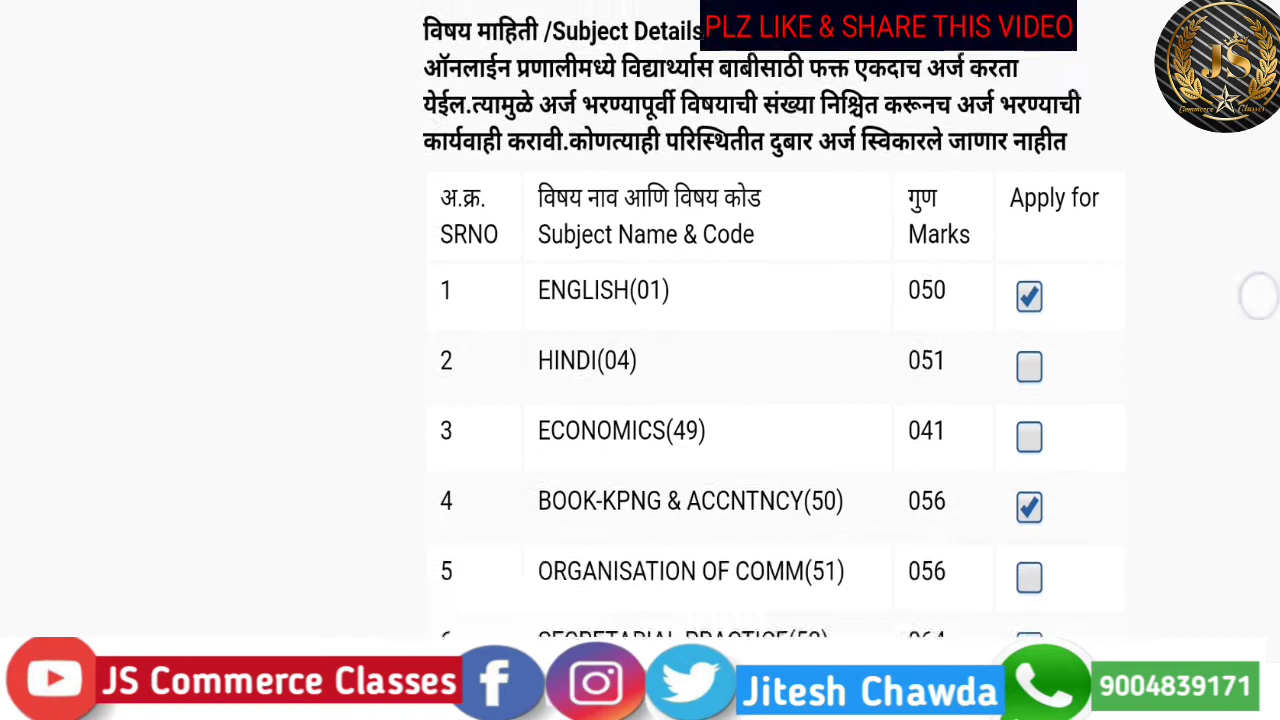 विषय माहिती /Subject Details
PLZ LIKE & SHARE THIS VIDEO
JS
Commerce Classes
ऑनलाईन प्रणालीमध्ये विद्यार्थ्यास बाबीसाठी फक्त एकदाच अर्ज करता
येईल.त्यामुळे अर्ज भरण्यापूर्वी विषयाची संख्या निश्चित करूनच अर्ज भरण्याची
कार्यवाही करावी.कोणत्याही परिस्थितीत दुबार अर्ज स्विकारले जाणार नाहीत
अ.क्र. विषय नाव आणि विषय कोड गुण Apply for
SRNO Subject Name & Code Marks
1 ENGLISH(01) 050
2 HINDI(04) 051
3 ECONOMICS(49) 041
4 BOOK-KPNG & ACCNTNCY(50) 056
5 ORGANISATION OF COMM(51) 056
JS Commerce Classes
Jitesh Chawda
9004839171